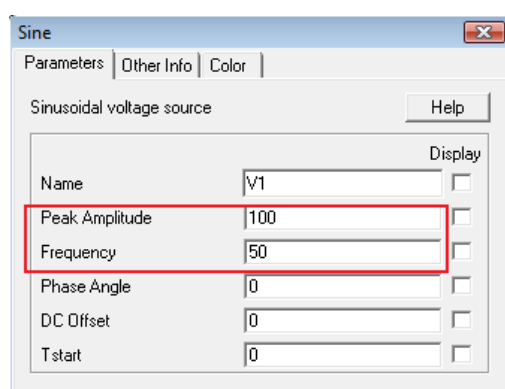 Sine
Parameters Other Info Color
Sinusoidal voltage source Help
Display
Name V1
Peak Amplitude 100
Frequency 50
Phase Angle 0
DC Offset 0
Tstart 0